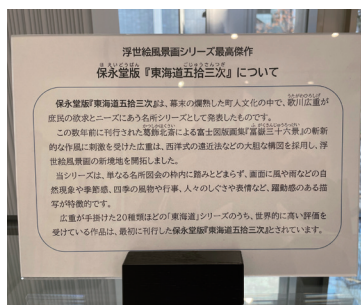 浮世絵風景画シリーズ最高傑作
保永堂版『東海道五拾三次』について
保永堂版『東海道五拾三次』は、幕末の爛熟した町人文化の中で、歌川広重が
庶民の欲求とニーズにあう名所シリーズとして発表したものです。
この数年前に刊行された葛飾北斎による富士図版画集『富嶽三十六景』の斬新
的な作風に刺激を受けた広重は、西洋式の遠近法などの大胆な構図を採用し、浮
世絵風景画の新境地を開拓しました。
当シリーズは、単なる名所図会の枠内に踏みとどまらず、画面に風や雨などの自
然現象や季節感、四季の風物や行事、人々のしぐさや表情など、躍動感のある描
写が特徴的です。
広重が手掛けた20種類ほどの「東海道」シリーズのうち、世界的に高い評価を
受けている作品は、最初に刊行した保永堂版『東海道五拾三次』とされています。